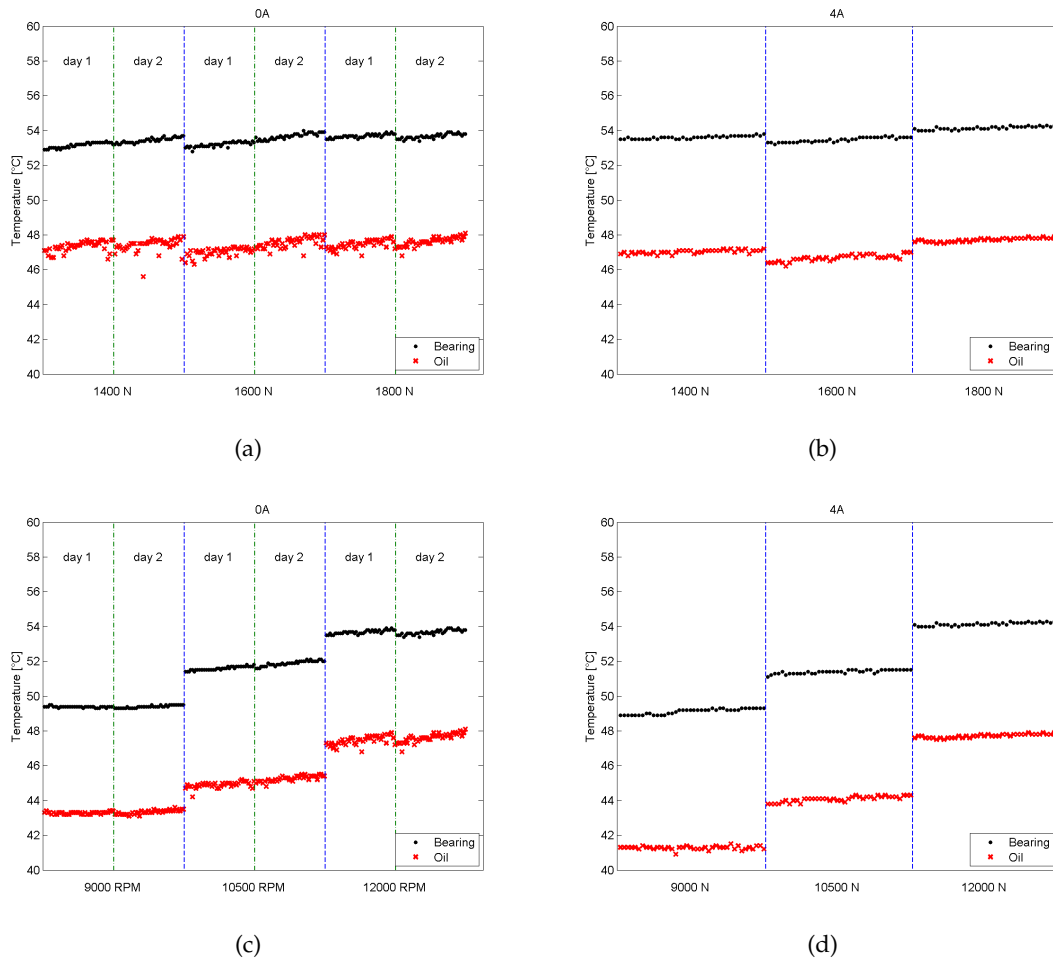 0A
60
58
56
54
52
50
48
46
44
42
40
Temperature [°C]
day 1 day 2 day 1 day 2 day 1 day 2
Bearing
Oil
1400 N 1600 N 1800 N
(a)
4A
60
58
56
54
52
50
48
46
44
42
40
Temperature [°C]
Bearing
Oil
1400 N 1600 N 1800 N
(b)
0A
60
58
56
54
52
50
48
46
44
42
40
Temperature [°C]
day 1 day 2 day 1 day 2 day 1 day 2
Bearing
Oil
9000 RPM 10500 RPM 12000 RPM
(c)
4A
60
58
56
54
52
50
48
46
44
42
40
Temperature [°C]
Bearing
Oil
9000 N 10500 N 12000 N
(d)